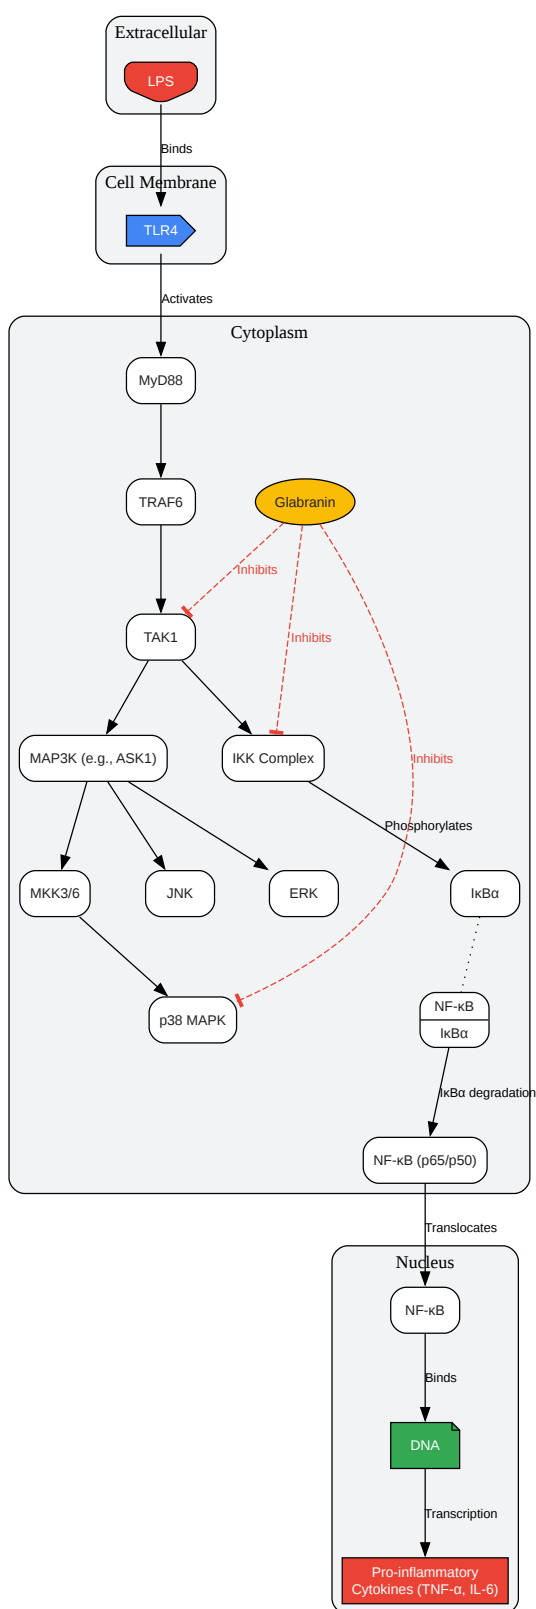 Extracellular
LPS
Binds
Cell Membrane
TLR4
Activates
Cytoplasm
MyD88
TRAF6
Glabranin
Inhibits
TAK1
Inhibits
MAP3K (e.g., ASK1)
IKK Complex
Inhibits
Phosphorylates
MKK3/6
JNK
ERK
IκBα
NF-κB
IκBα
p38 MAPK
IκBα degradation
NF-κB (p65/p50)
Translocates
Nucleus
NF-κB
Binds
DNA
Transcription
Pro-inflammatory
Cytokines (TNF-α, IL-6)